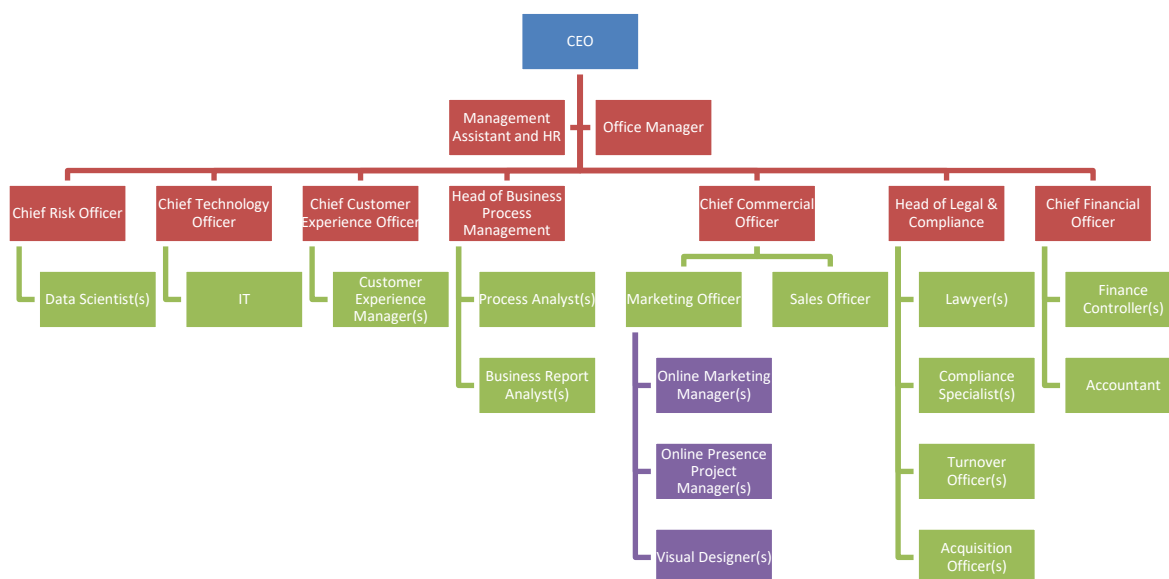 CEO
Management
Assistant and HR
Office Manager
Chief Risk Officer
Chief Technology
Officer
Chief Customer
Experience Officer
Head of Business
Process
Management
Chief Commercial
Officer
Head of Legal &
Compliance
Chief Financial
Officer
Data Scientist(s)
IT
Customer
Experience
Manager(s)
Process Analyst(s)
Marketing Officer
Sales Officer
Lawyer(s)
Finance
Controller(s)
Business Report
Analyst(s)
Online Marketing
Manager(s)
Compliance
Specialist(s)
Accountant
Online Presence
Project
Manager(s)
Turnover
Officer(s)
Visual Designer(s)
Acquisition
Officer(s)